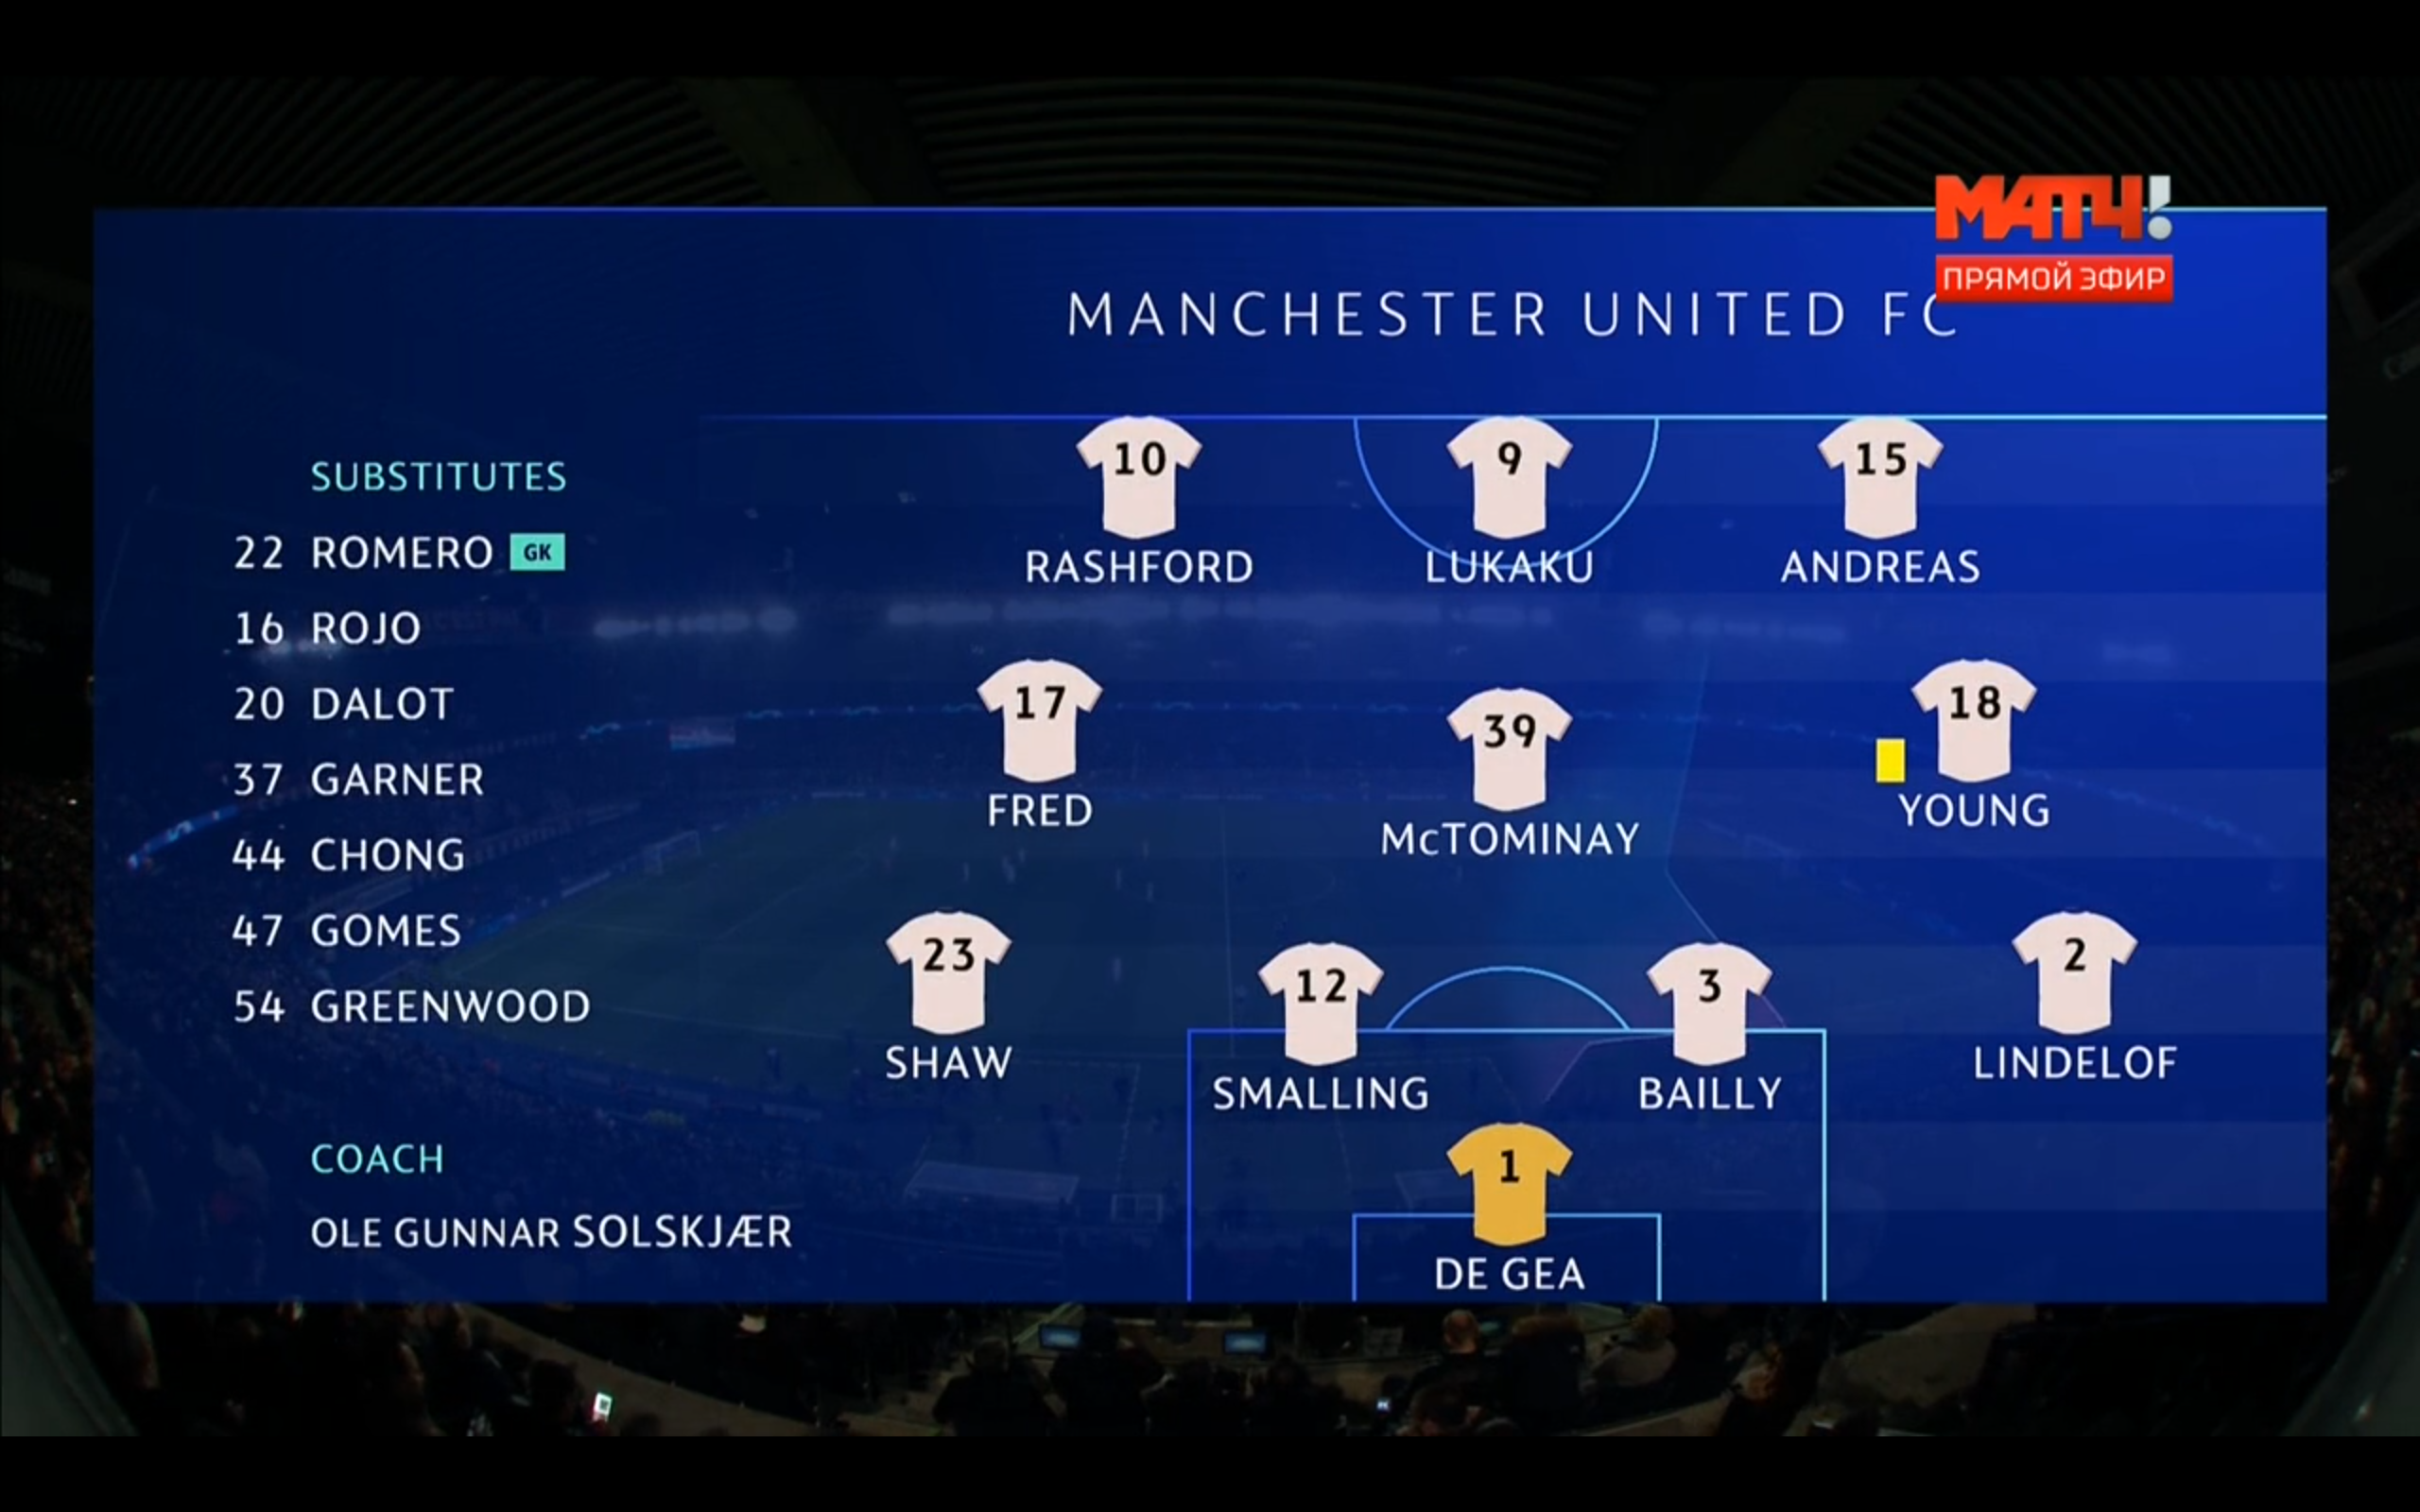 МАТЧ!
ПРЯМОЙ ЭФИР
MANCHESTER UNITED FC
SUBSTITUTES
22 ROMERO GK
16 ROJO
20 DALOT
37 GARNER
44 CHONG
47 GOMES
54 GREENWOOD
COACH
OLE GUNNAR SOLSKJÆR
10 9 15
RASHFORD LUKAKU ANDREAS
17 39 18
FRED McTOMINAY YOUNG
23 12 3 2
SHAW SMALLING BAILLY LINDELOF
1
DE GEA